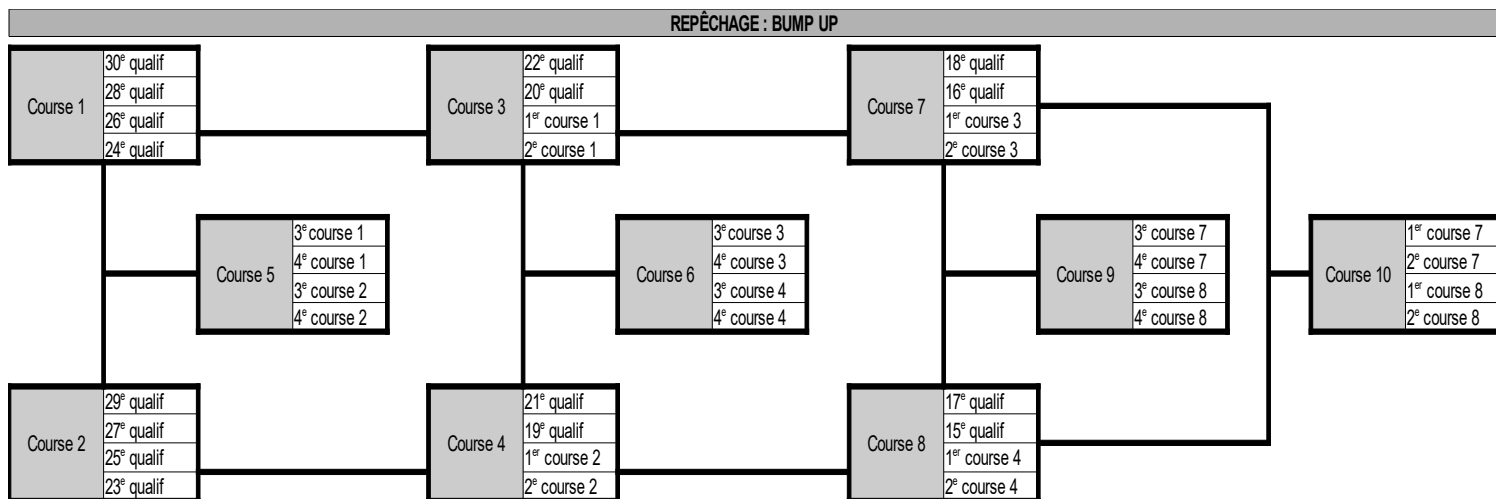 REPÊCHAGE : BUMP UP
Course 1
30e qualif
28e qualif
26e qualif
24e qualif
Course 3
22e qualif
20e qualif
1er course 1
2e course 1
Course 7
18e qualif
16e qualif
1er course 3
2e course 3
Course 5
3e course 1
4e course 1
3e course 2
4e course 2
Course 6
3e course 3
4e course 3
3e course 4
4e course 4
Course 9
3e course 7
4e course 7
3e course 8
4e course 8
Course 10
1er course 7
2e course 7
1er course 8
2e course 8
Course 2
29e qualif
27e qualif
25e qualif
23e qualif
Course 4
21e qualif
19e qualif
1er course 2
2e course 2
Course 8
17e qualif
15e qualif
1er course 4
2e course 4